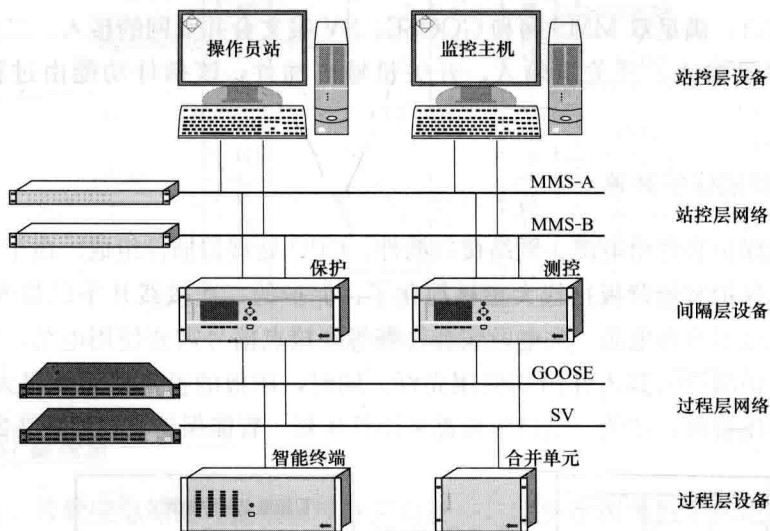 操作员站
监控主机
站控层设备
MMS-A
MMS-B
站控层网络
保护
测控
间隔层设备
GOOSE
SV
过程层网络
智能终端
合并单元
过程层设备